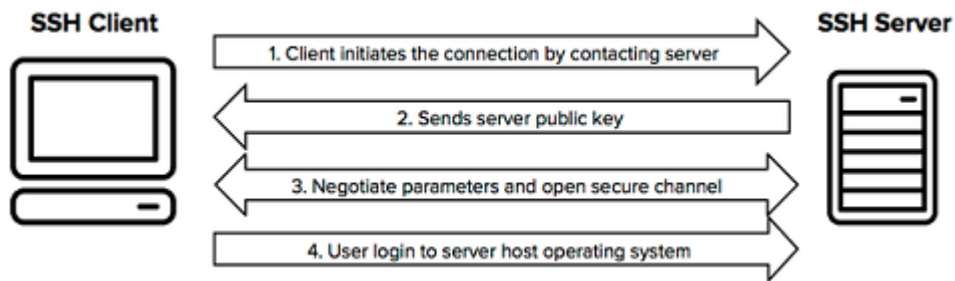 SSH Client
SSH Server
1. Client initiates the connection by contacting server
2. Sends server public key
3. Negotiate parameters and open secure channel
4. User login to server host operating system